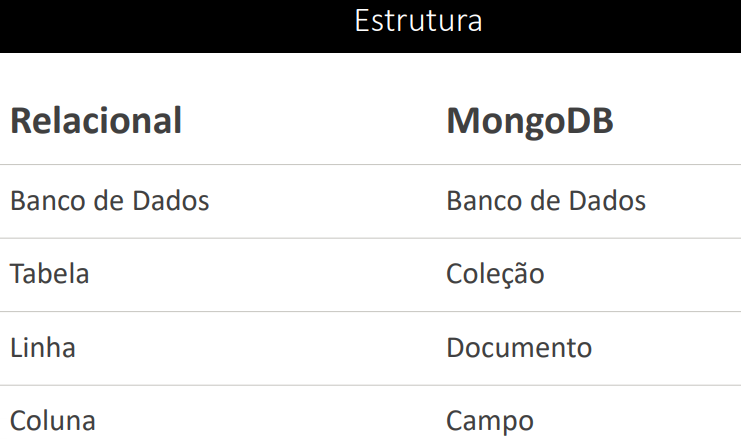 Estrutura
Relacional MongoDB
Banco de Dados Banco de Dados
Tabela Coleção
Linha Documento
Coluna Campo